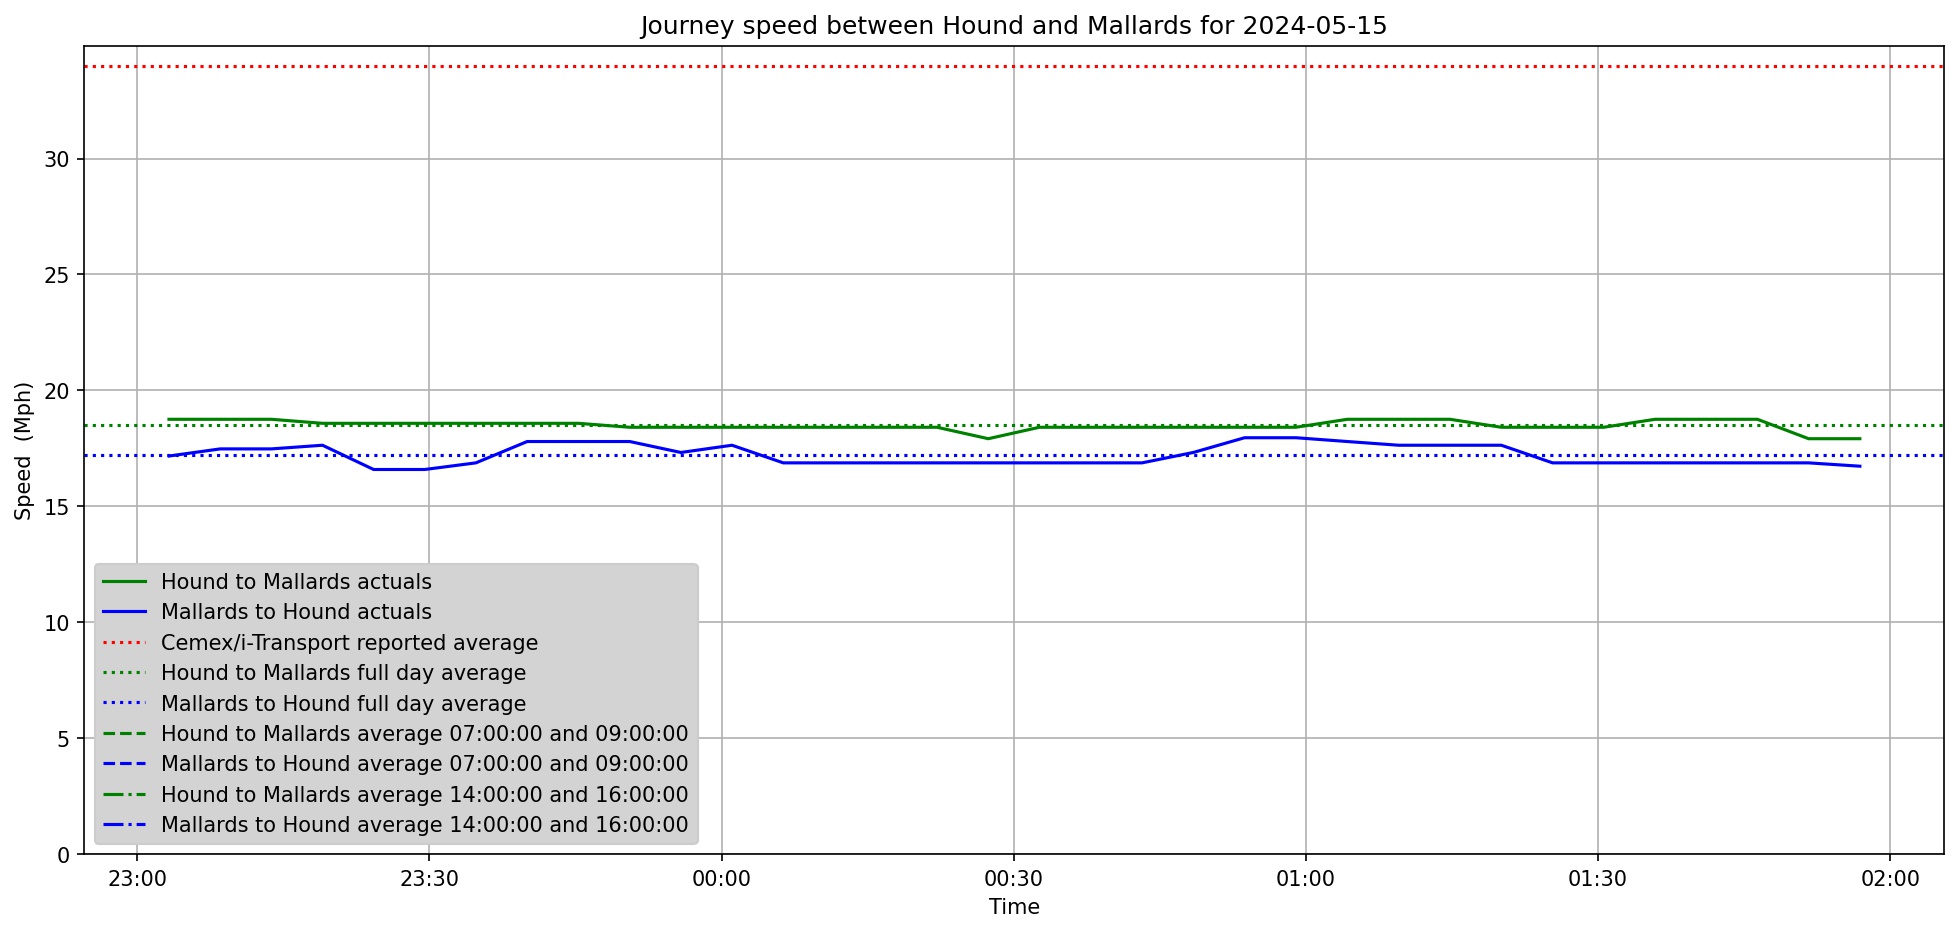 Journey speed between Hound and Mallards for 2024-05-15
30
25
20
15
10
5
0
Speed (Mph)
Hound to Mallards actuals
Mallards to Hound actuals
Cemex/i-Transport reported average
Hound to Mallards full day average
Mallards to Hound full day average
Hound to Mallards average 07:00:00 and 09:00:00
Mallards to Hound average 07:00:00 and 09:00:00
Hound to Mallards average 14:00:00 and 16:00:00
Mallards to Hound average 14:00:00 and 16:00:00
23:00 23:30 00:00 00:30 01:00 01:30 02:00
Time